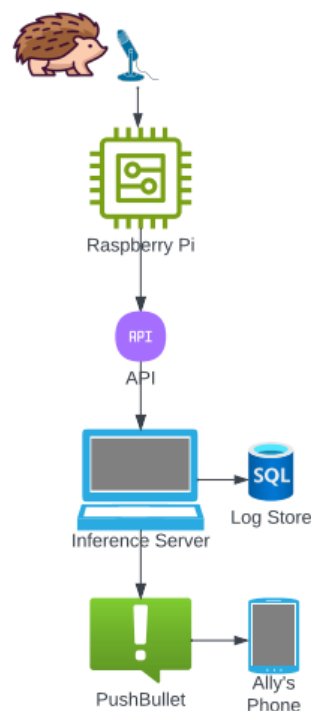 Raspberry Pi
API
API
SQL
Log Store
Inference Server
!
PushBullet
Ally's
Phone